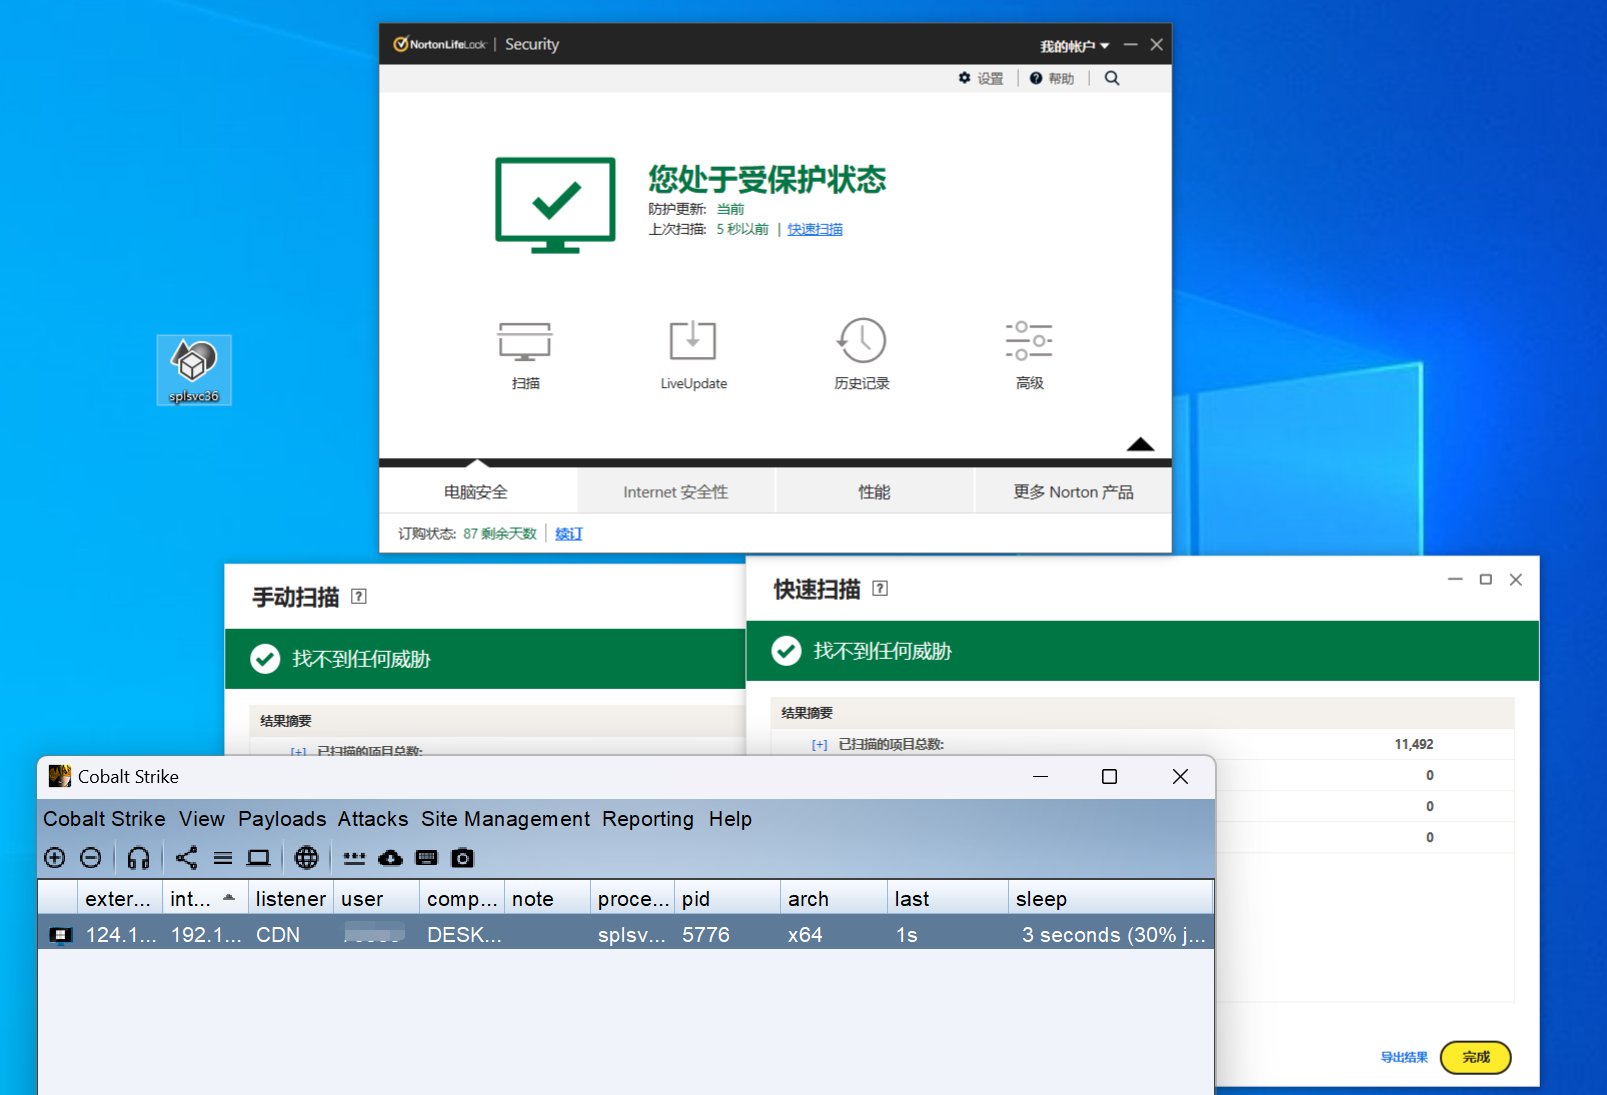 NortonLifeLock | Security
我的帐户
设置 | 帮助
您处于受保护状态
防护更新: 当前
上次扫描: 5 秒以前 | 快速扫描
splsvc36
扫描
LiveUpdate
历史记录
高级
电脑安全
Internet 安全性
性能
更多 Norton 产品
订购状态: 87 剩余天数 | 续订
手动扫描 [?]
找不到任何威胁
结果摘要
[+] 已扫描的项目总数:
快速扫描 [?]
找不到任何威胁
结果摘要
[+] 已扫描的项目总数: 11,492
0
0
0
导出结果
完成
Cobalt Strike
Cobalt Strike View Payloads Attacks Site Management Reporting Help
exter... int... listener user comp... note proce... pid arch last sleep
124.1... 192.1... CDN DESK... splsv... 5776 x64 1s 3 seconds (30% j...